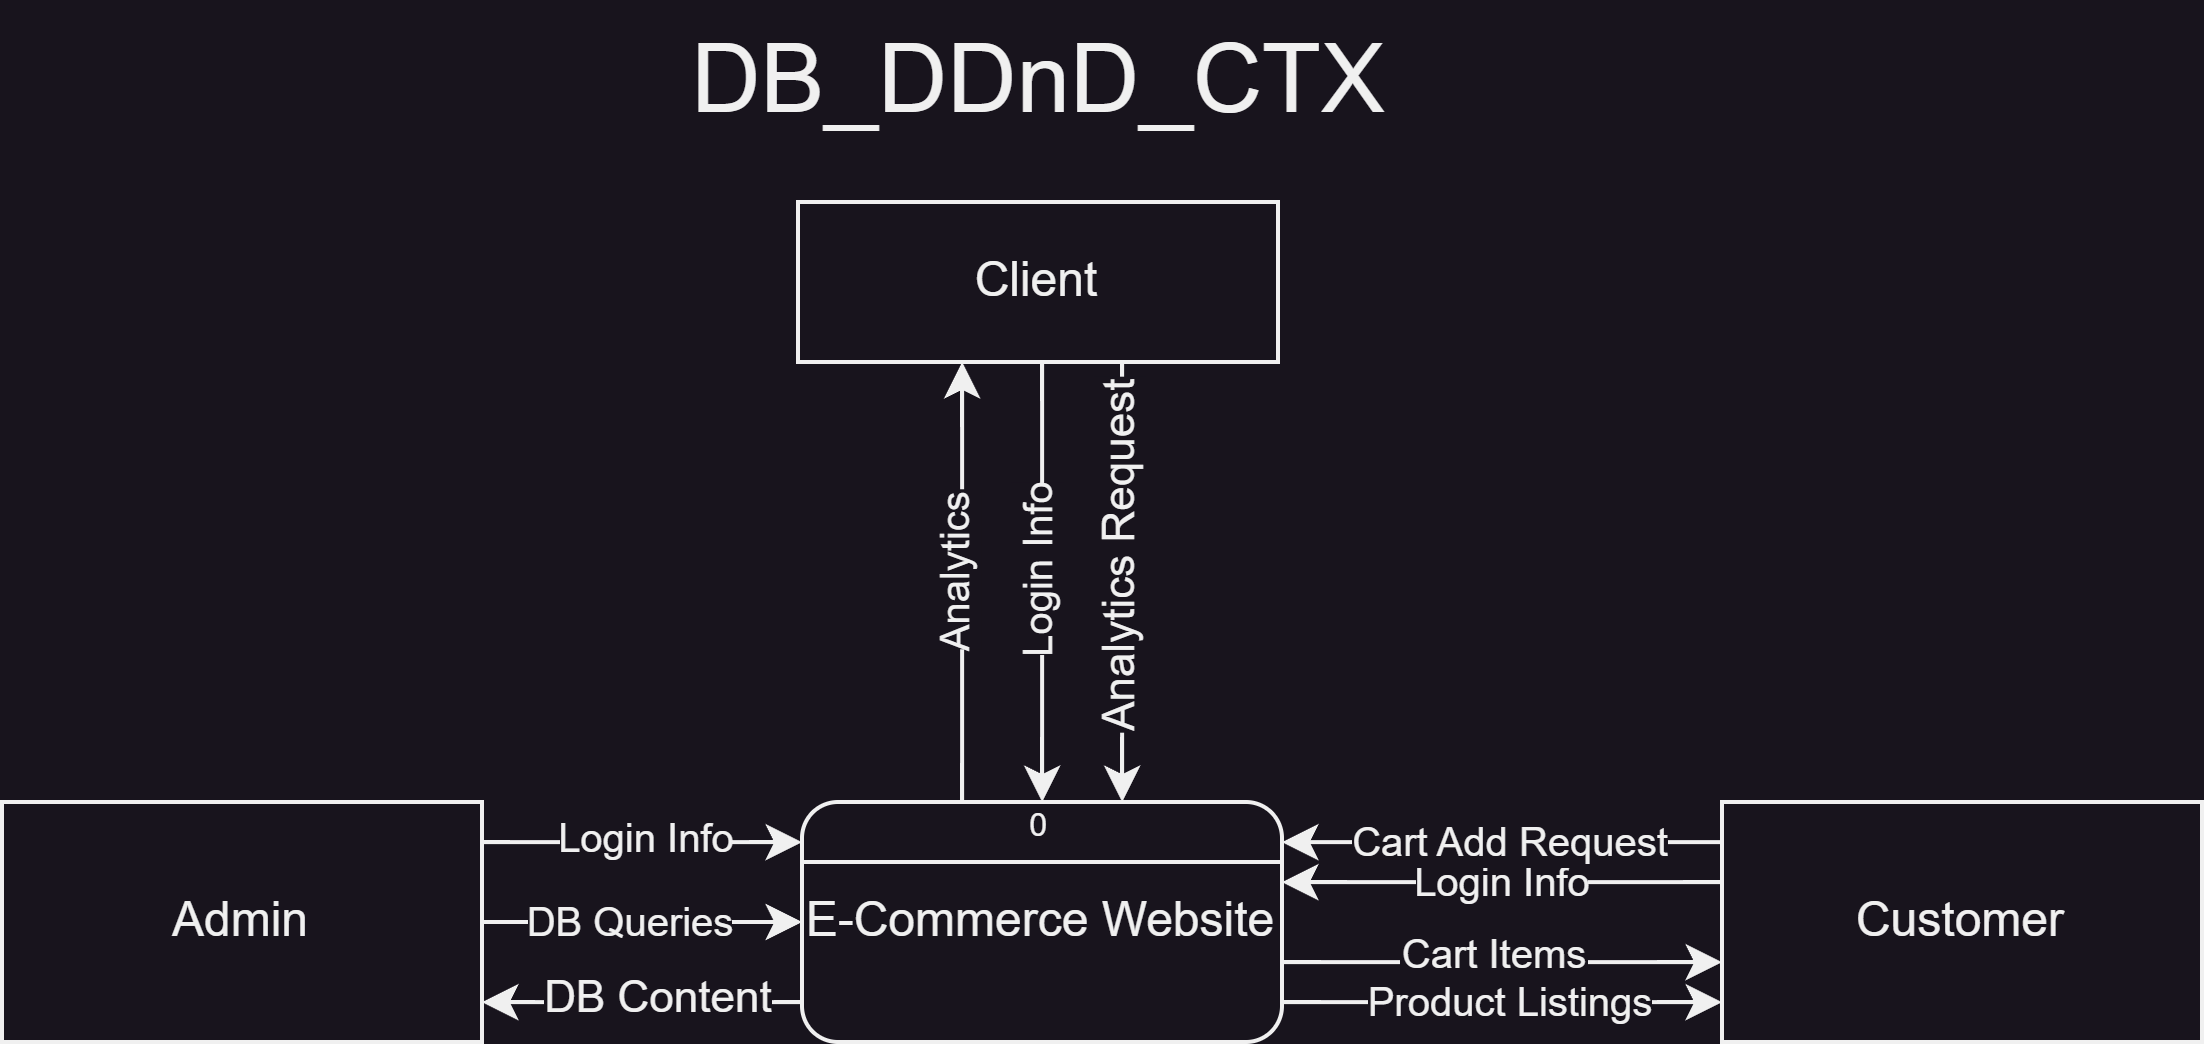 DB_DDnD_CTX
Client
Analytics
Login Info
Analytics Request
0
E-Commerce Website
Admin
Login Info
DB Queries
DB Content
Cart Add Request
Login Info
Cart Items
Product Listings
Customer